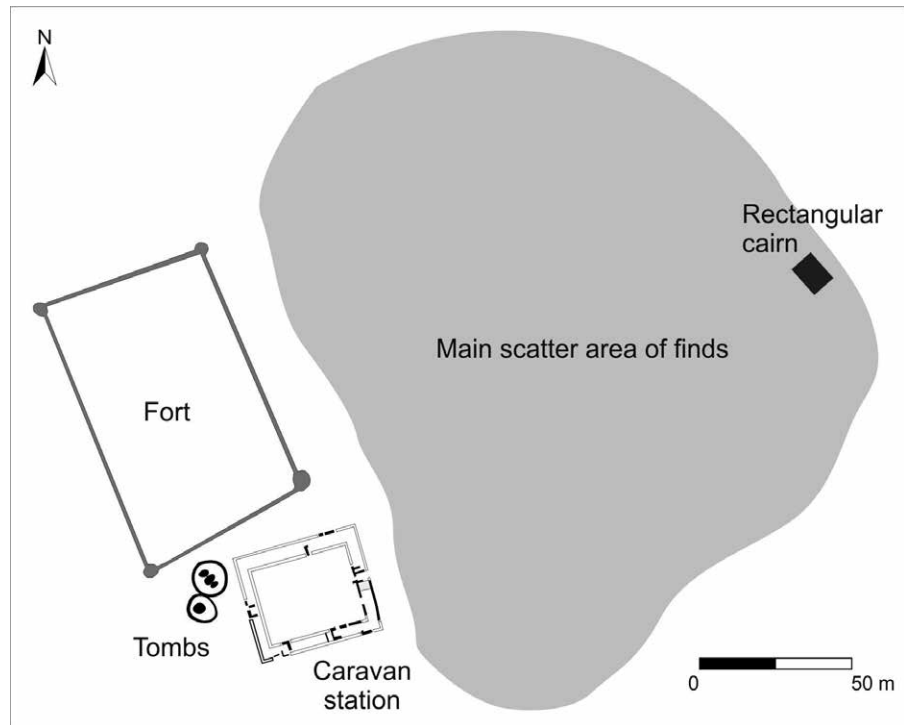 N
Rectangular
cairn
Main scatter area of finds
Fort
Tombs
Caravan
station
0 50 m